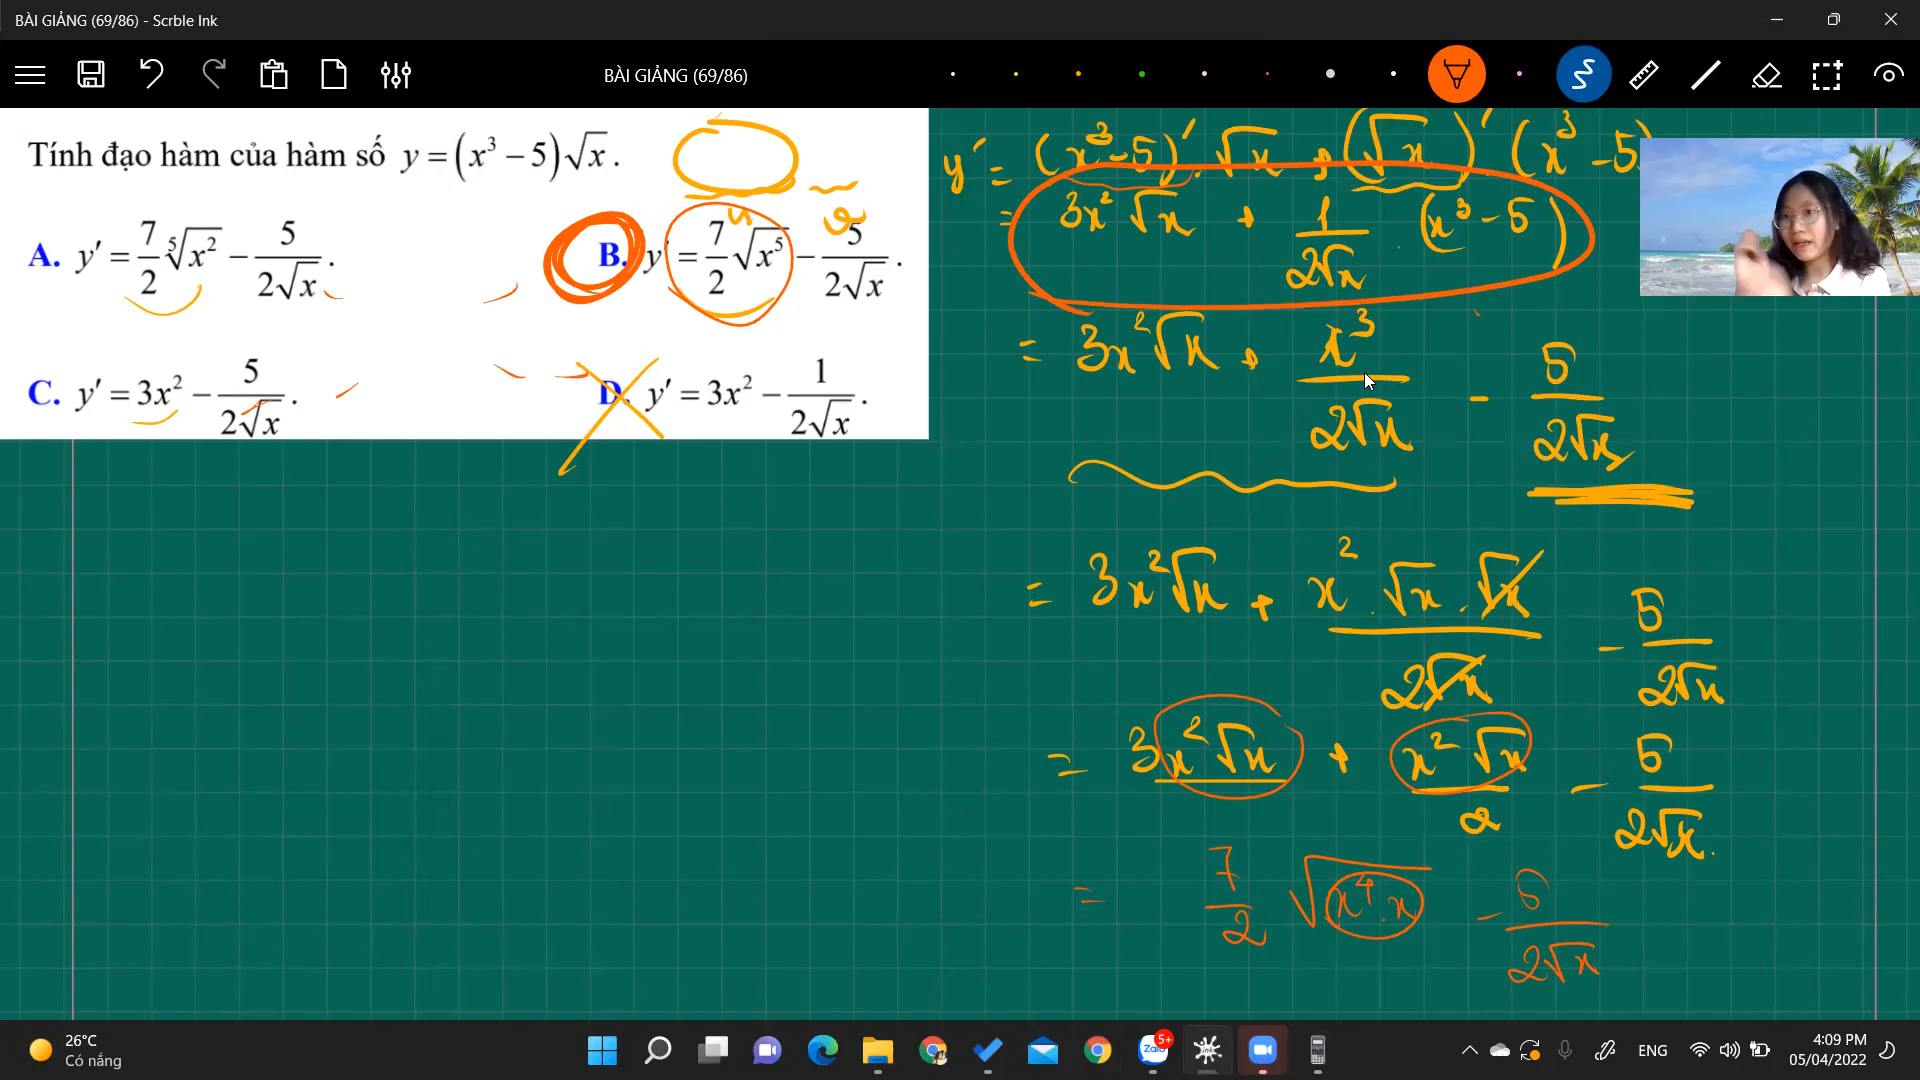 BÀI GIẢNG (69/86) - Scrble Ink
BÀI GIẢNG (69/86)
Tính đạo hàm của hàm số y = (x³ − 5)√x.
A. y′ = 7/2 ⁵√x² − 5/(2√x).
B. y′ = 7/2 √x⁵ − 5/(2√x).
C. y′ = 3x² − 5/(2√x).
D. y′ = 3x² − 1/(2√x).
u v
y′ = (x³ − 5)′ . √x + (√x)′ (x³ − 5)
= 3x² √x + 1/(2√x) . (x³ − 5)
= 3x² √x + x³/(2√x) − 5/(2√x)
= 3x² √x + x² . √x . √x/(2√x) − 5/(2√x)
= 3x² √x + x² √x/2 − 5/(2√x).
= 7/2 √x⁴.x − 5/(2√x)
26°C
Có nắng
Zalo
5+
ENG
4:09 PM
05/04/2022